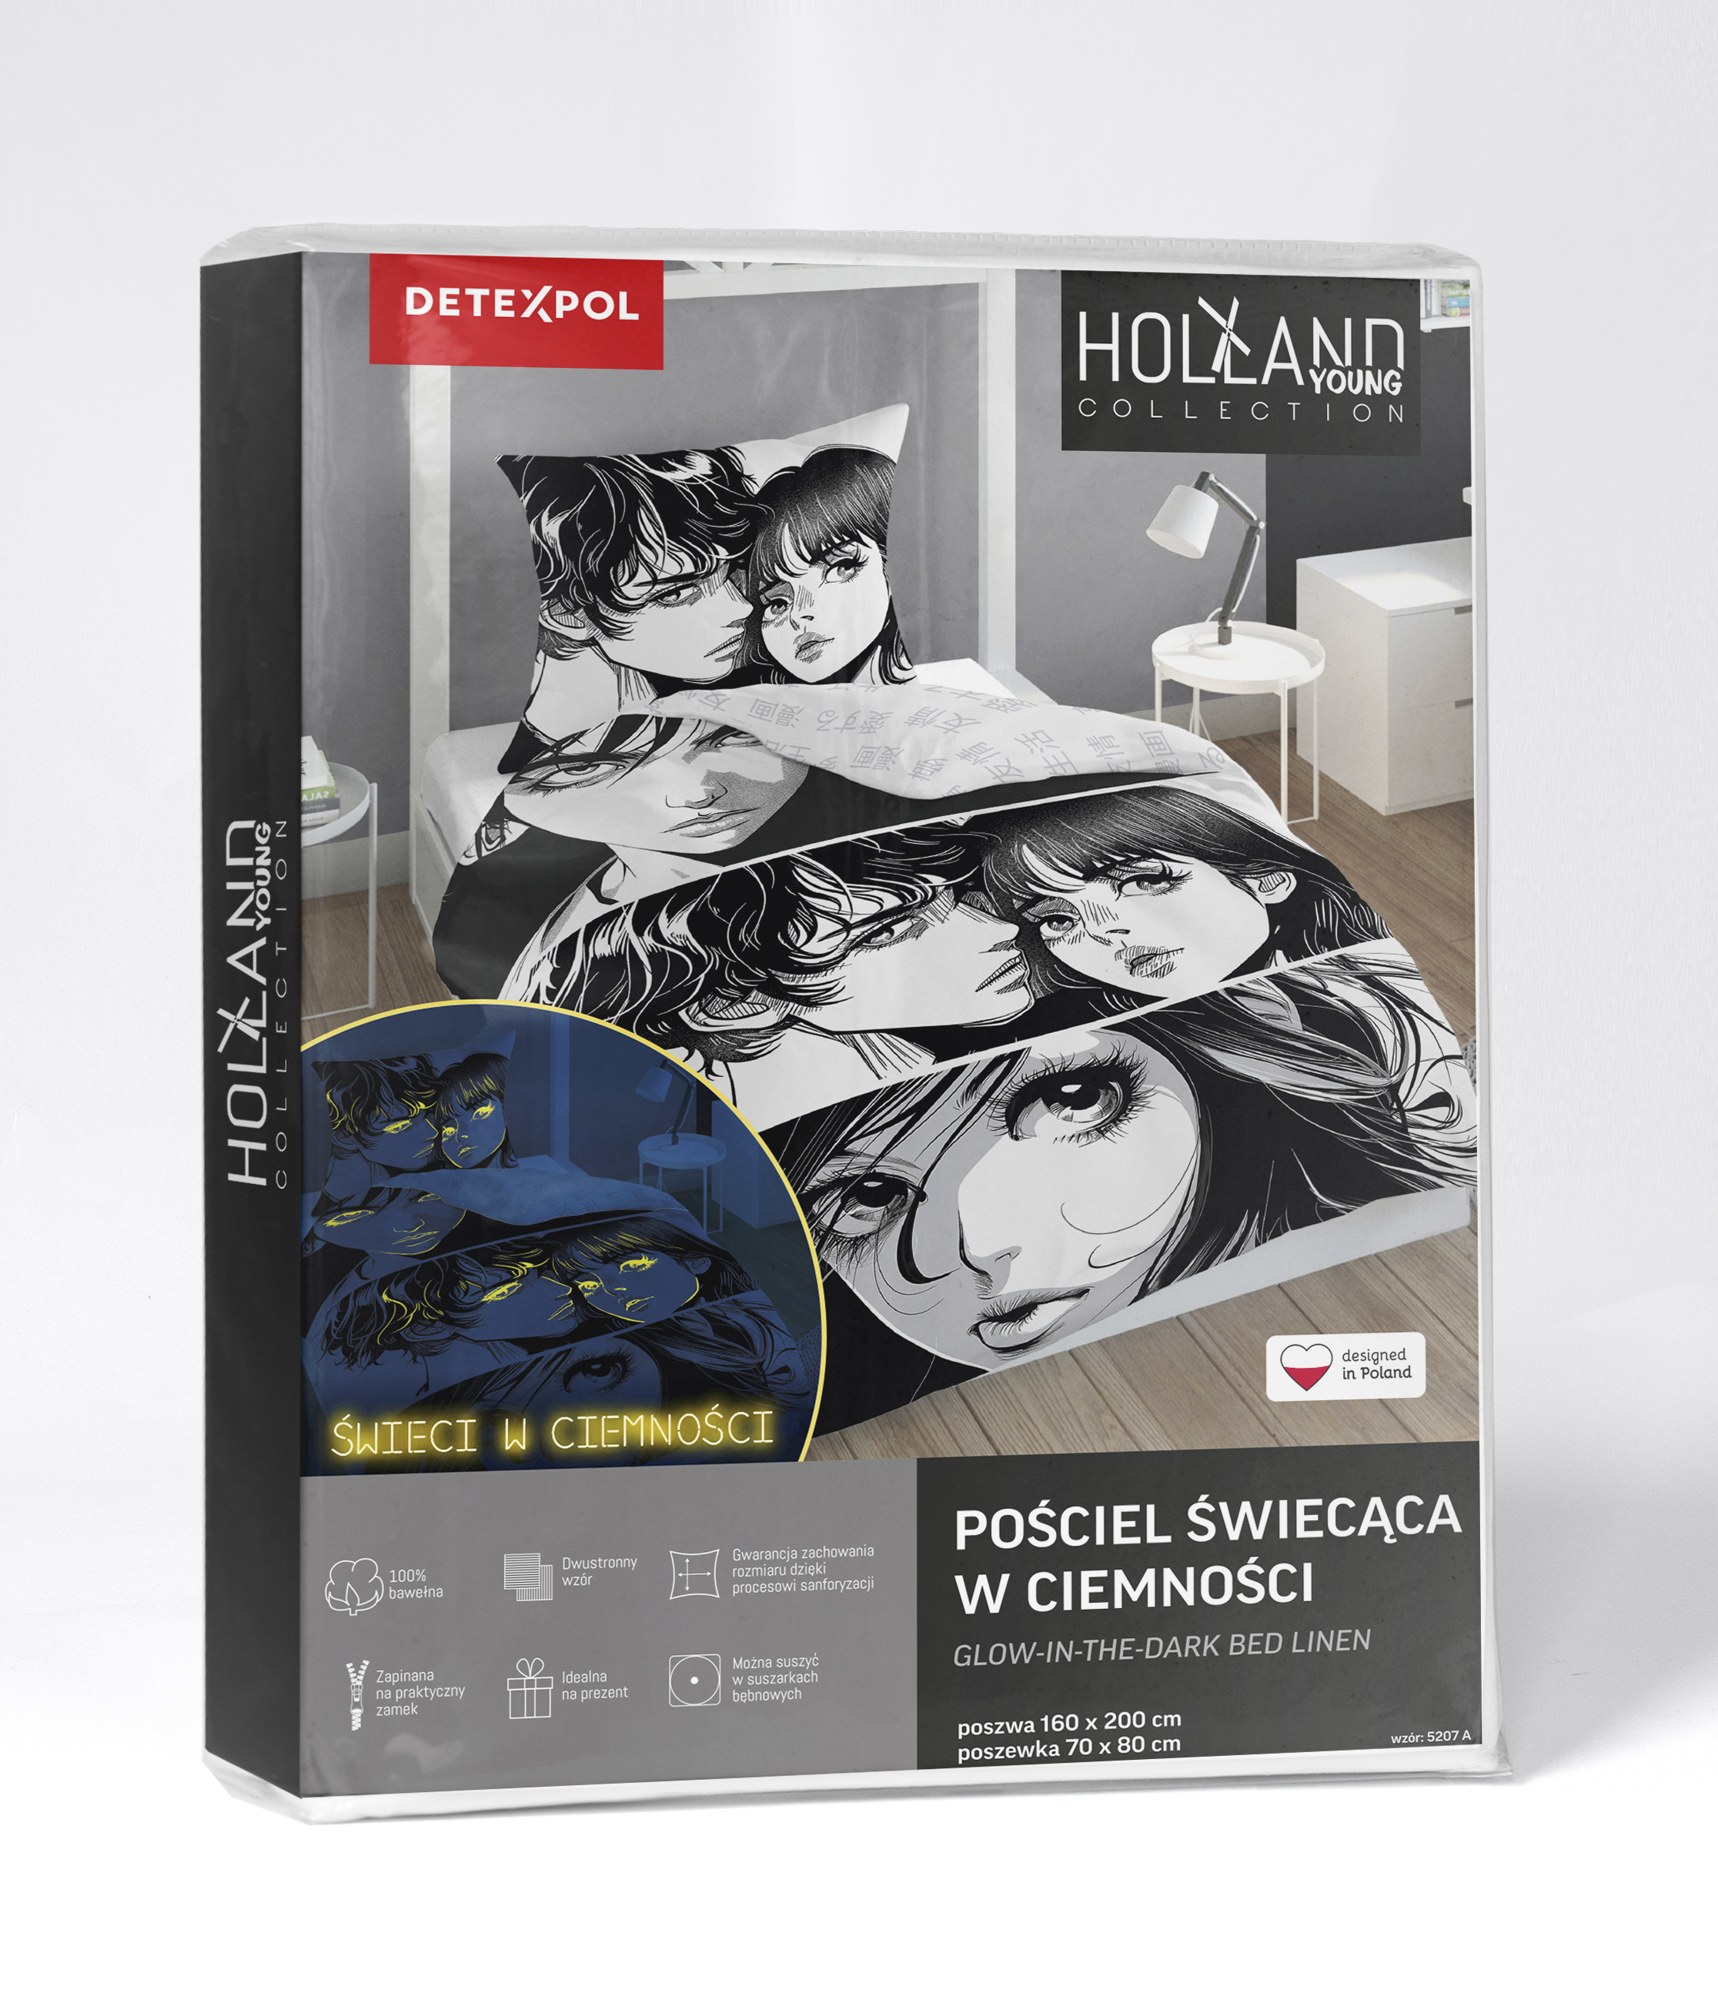 DETEXPOL
HOLLAND
YOUNG
COLLECTION
HOLLAND
YOUNG
COLLECTION
designed
in Poland
ŚWIECI W CIEMNOŚCI
100%
bawełna
Dwustronny
wzór
Gwarancja zachowania
rozmiaru dzięki
procesowi sanforyzacji
Zapinana
na praktyczny
zamek
Idealna
na prezent
Można suszyć
w suszarkach
bębnowych
POŚCIEL ŚWIECĄCA
W CIEMNOŚCI
GLOW-IN-THE-DARK BED LINEN
poszwa 160 x 200 cm
poszewka 70 x 80 cm
wzór: 5207 A